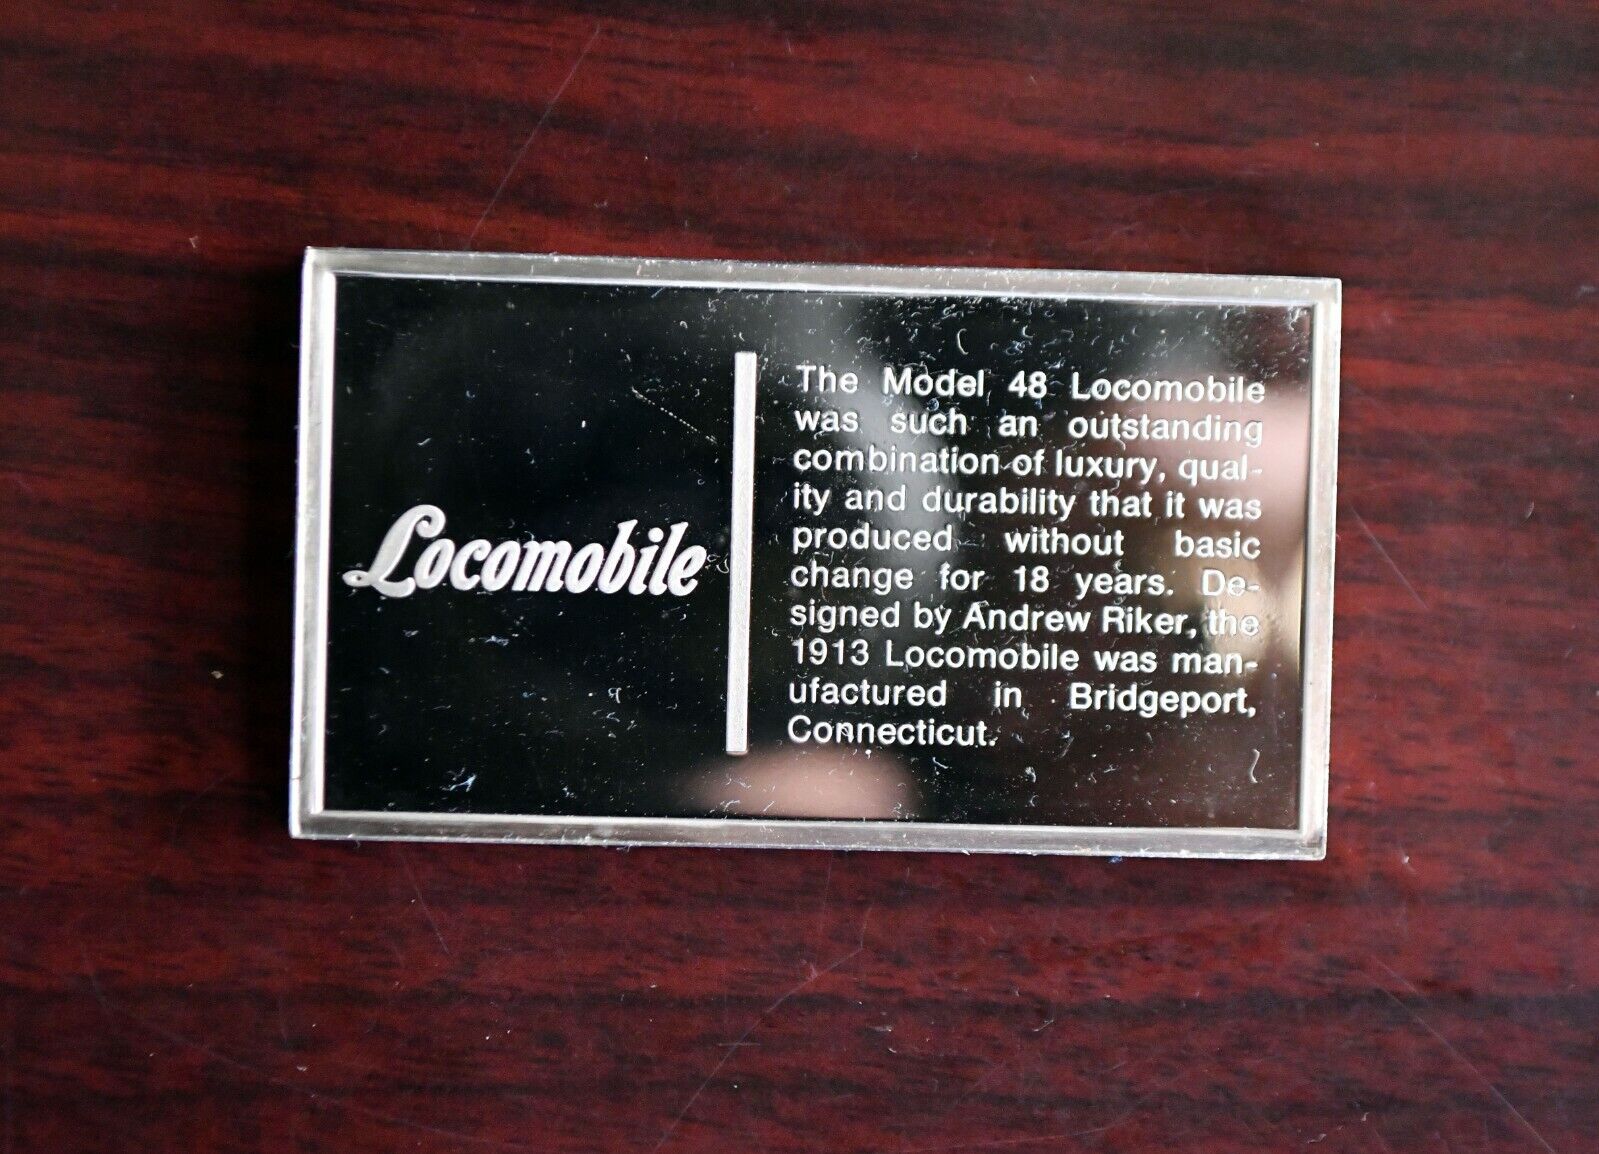 Locomobile
The Model 48 Locomobile
was such an outstanding
combination of luxury, qual-
ity and durability that it was
produced without basic
change for 18 years. De-
signed by Andrew Riker, the
1913 Locomobile was man-
ufactured in Bridgeport,
Connecticut.